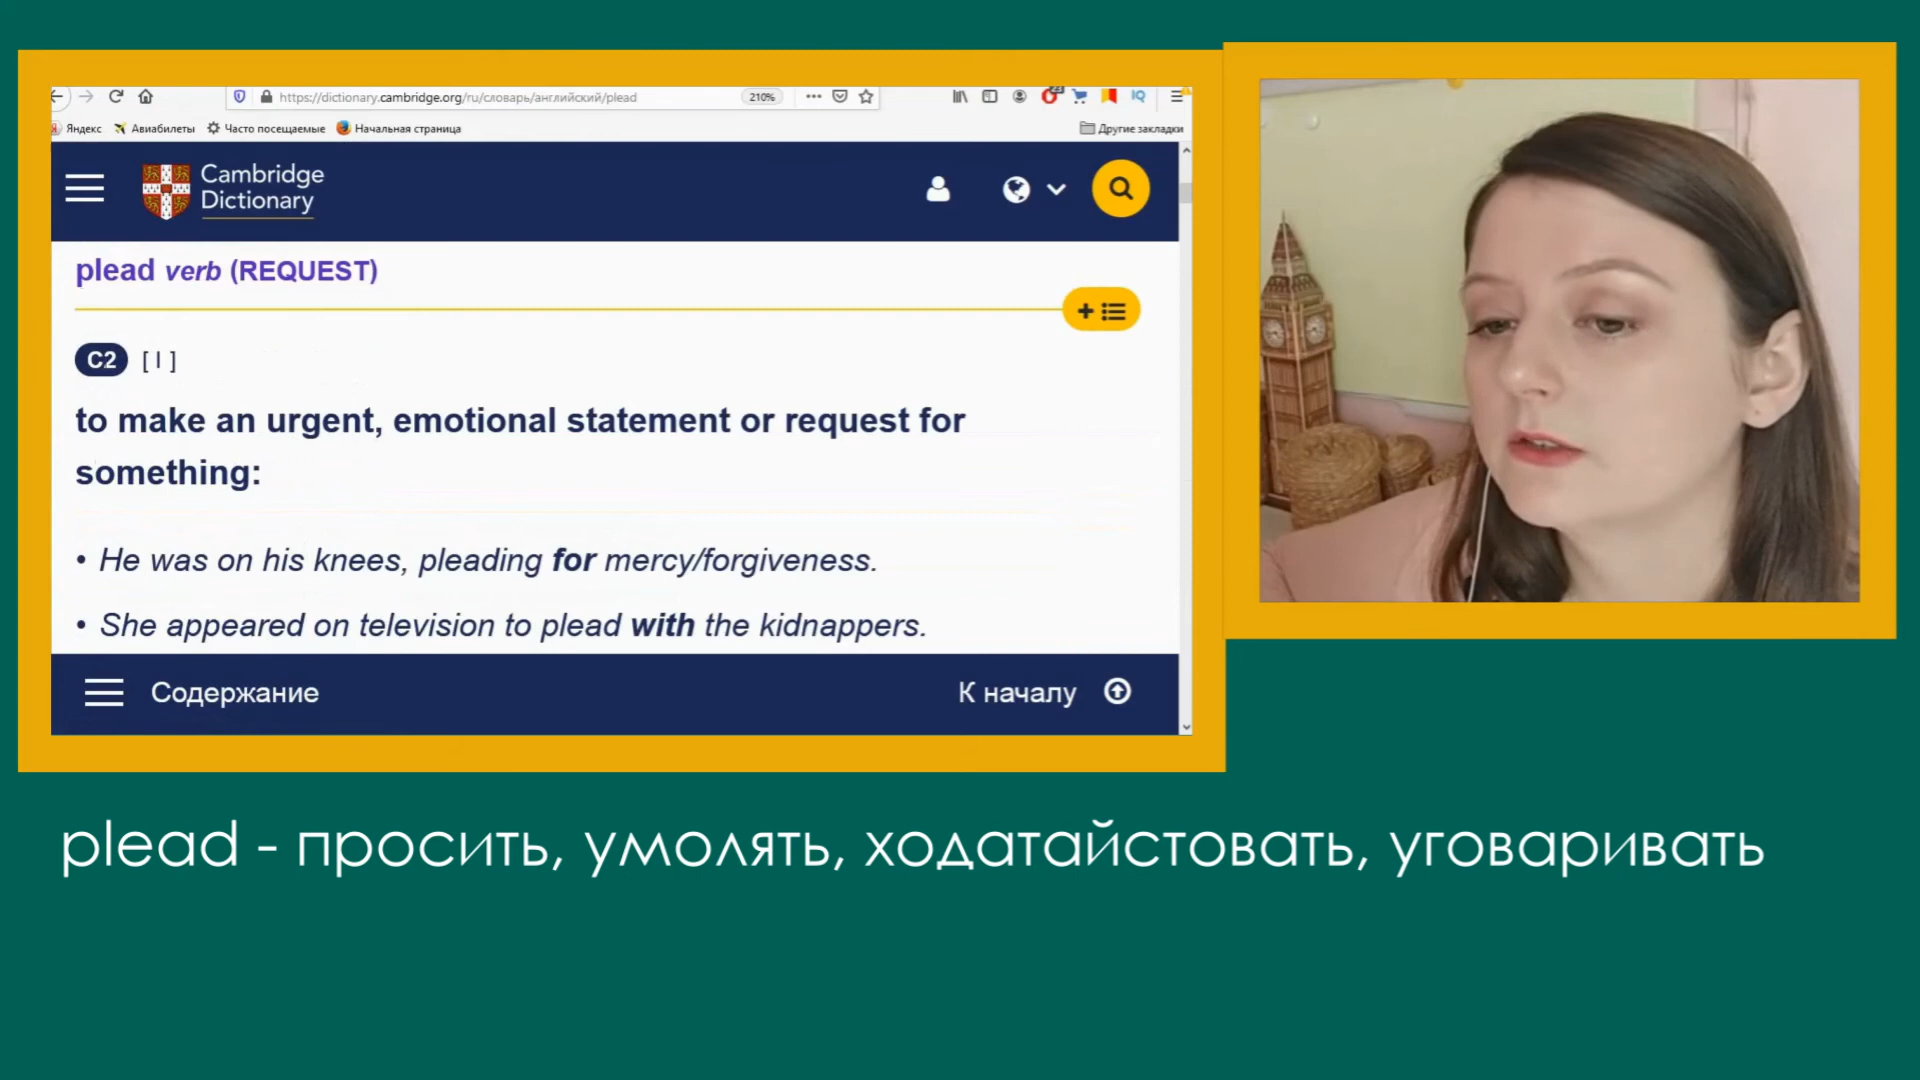 https://dictionary.cambridge.org/ru/словарь/английский/plead
210%
Яндекс Авиабилеты Часто посещаемые Начальная страница Другие закладки
Cambridge
Dictionary
plead verb (REQUEST)
C2 [ I ]
to make an urgent, emotional statement or request for
something:
• He was on his knees, pleading for mercy/forgiveness.
• She appeared on television to plead with the kidnappers.
Содержание К началу
plead - просить, умолять, ходатайстовать, уговаривать